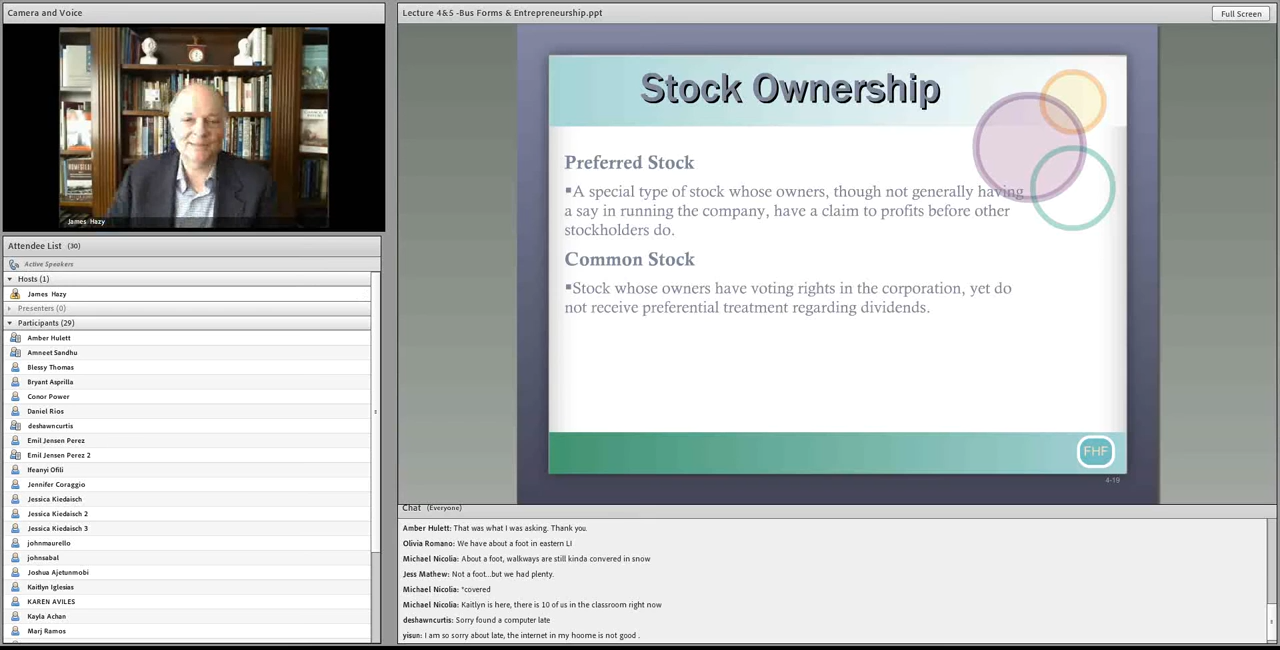 Camera and Voice
James Hazy
Attendee List (30)
Active Speakers
Hosts (1)
James Hazy
Presenters (0)
Participants (29)
Amber Hulett
Amneet Sandhu
Blessy Thomas
Bryant Asprilla
Conor Power
Daniel Rios
deshawncurtis
Emil Jensen Perez
Emil Jensen Perez 2
Ifeanyi Ofili
Jennifer Coraggio
Jessica Kiedaisch
Jessica Kiedaisch 2
Jessica Kiedaisch 3
johnmaurello
johnsabal
Joshua Ajetunmobi
Kaitlyn Iglesias
KAREN AVILES
Kayla Achan
Marj Ramos
Lecture 4&5 -Bus Forms & Entrepreneurship.ppt
Full Screen
Stock Ownership
Preferred Stock
▪A special type of stock whose owners, though not generally having
a say in running the company, have a claim to profits before other
stockholders do.
Common Stock
▪Stock whose owners have voting rights in the corporation, yet do
not receive preferential treatment regarding dividends.
FHF
4-19
Chat (Everyone)
Amber Hulett: That was what I was asking. Thank you.
Olivia Romano: We have about a foot in eastern LI
Michael Nicolia: About a foot, walkways are still kinda convered in snow
Jess Mathew: Not a foot...but we had plenty.
Michael Nicolia: *covered
Michael Nicolia: Kaitlyn is here, there is 10 of us in the classroom right now
deshawncurtis: Sorry found a computer late
yisun: I am so sorry about late, the internet in my hoome is not good .